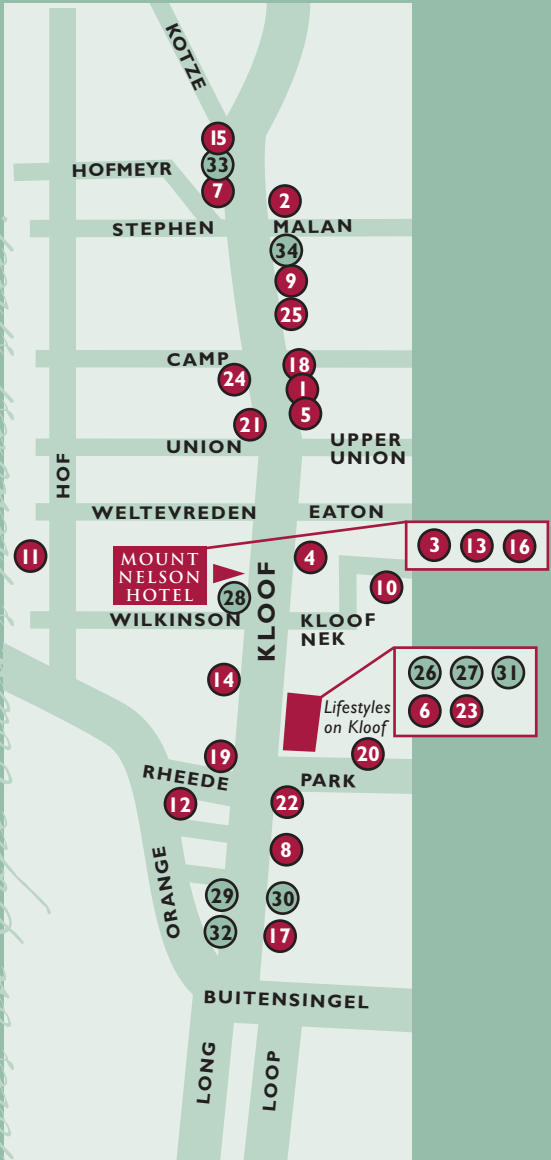 KOTZE
15
33
HOFMEYR
7
2
STEPHEN
MALAN
34
9
25
CAMP
18
24
1
5
21
UNION
UPPER
UNION
HOF
WELTEVREDEN
EATON
11
MOUNT
NELSON
HOTEL
KLOOF
4
3 13 16
28
10
WILKINSON
KLOOF
NEK
14
26 27 31
6 23
Lifestyles
on Kloof
19
20
RHEEDE
PARK
12
22
8
ORANGE
29
30
32
17
BUITENSINGEL
LONG
LOOP